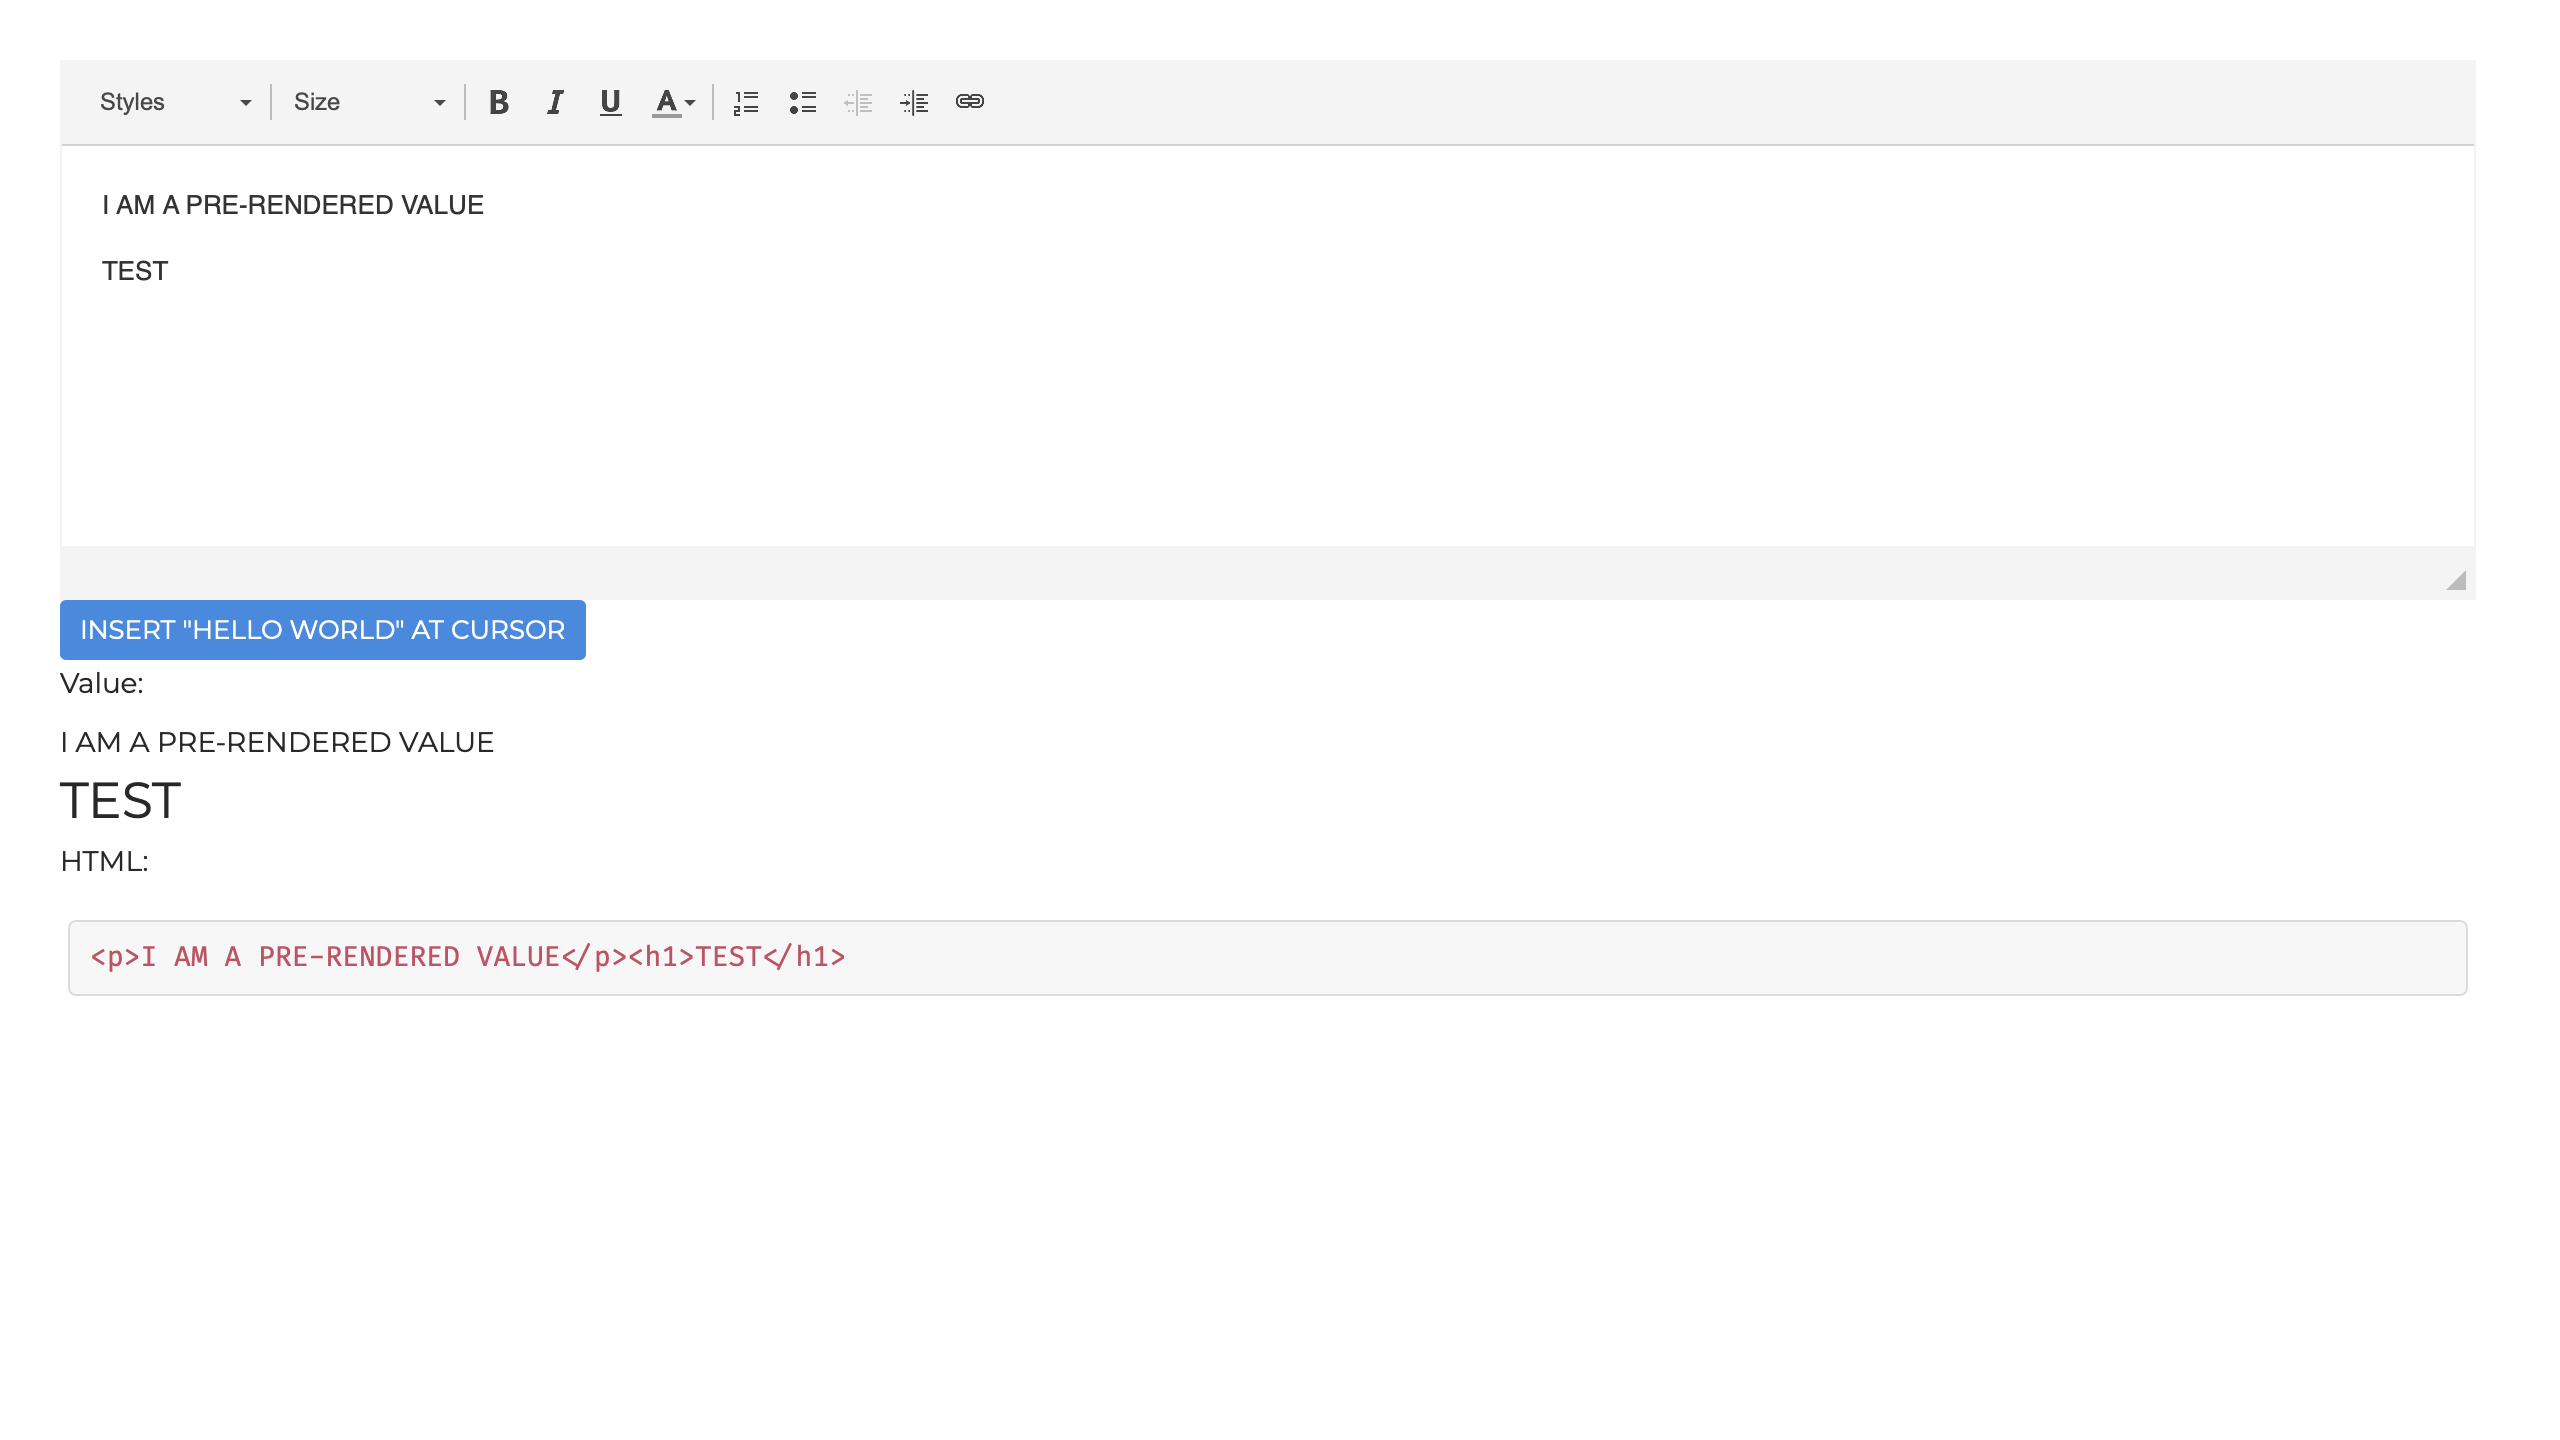 Styles Size B I U A
I AM A PRE-RENDERED VALUE
TEST
INSERT "HELLO WORLD" AT CURSOR
Value:
I AM A PRE-RENDERED VALUE
TEST
HTML:
<p>I AM A PRE-RENDERED VALUE</p><h1>TEST</h1>